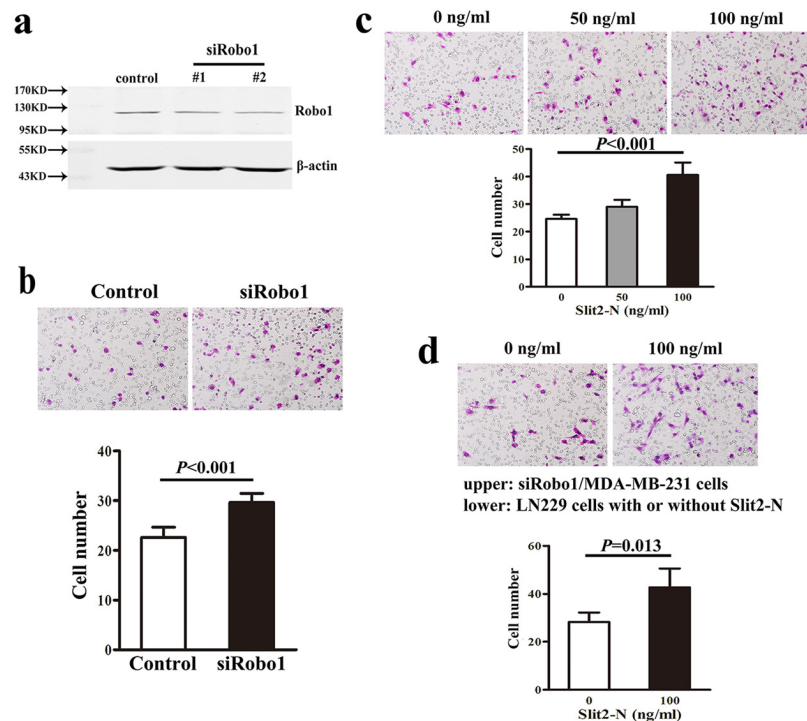 a
siRobo1
control #1 #2
170KD
130KD
Robo1
95KD
55KD
β-actin
43KD
b
Control siRobo1
40
30
20
10
0
Cell number
P<0.001
Control siRobo1
c
0 ng/ml 50 ng/ml 100 ng/ml
50
40
30
20
10
0
Cell number
P<0.001
0 50 100
Slit2-N (ng/ml)
d
0 ng/ml 100 ng/ml
upper: siRobo1/MDA-MB-231 cells
lower: LN229 cells with or without Slit2-N
60
40
20
0
Cell number
P=0.013
0 100
Slit2-N (ng/ml)